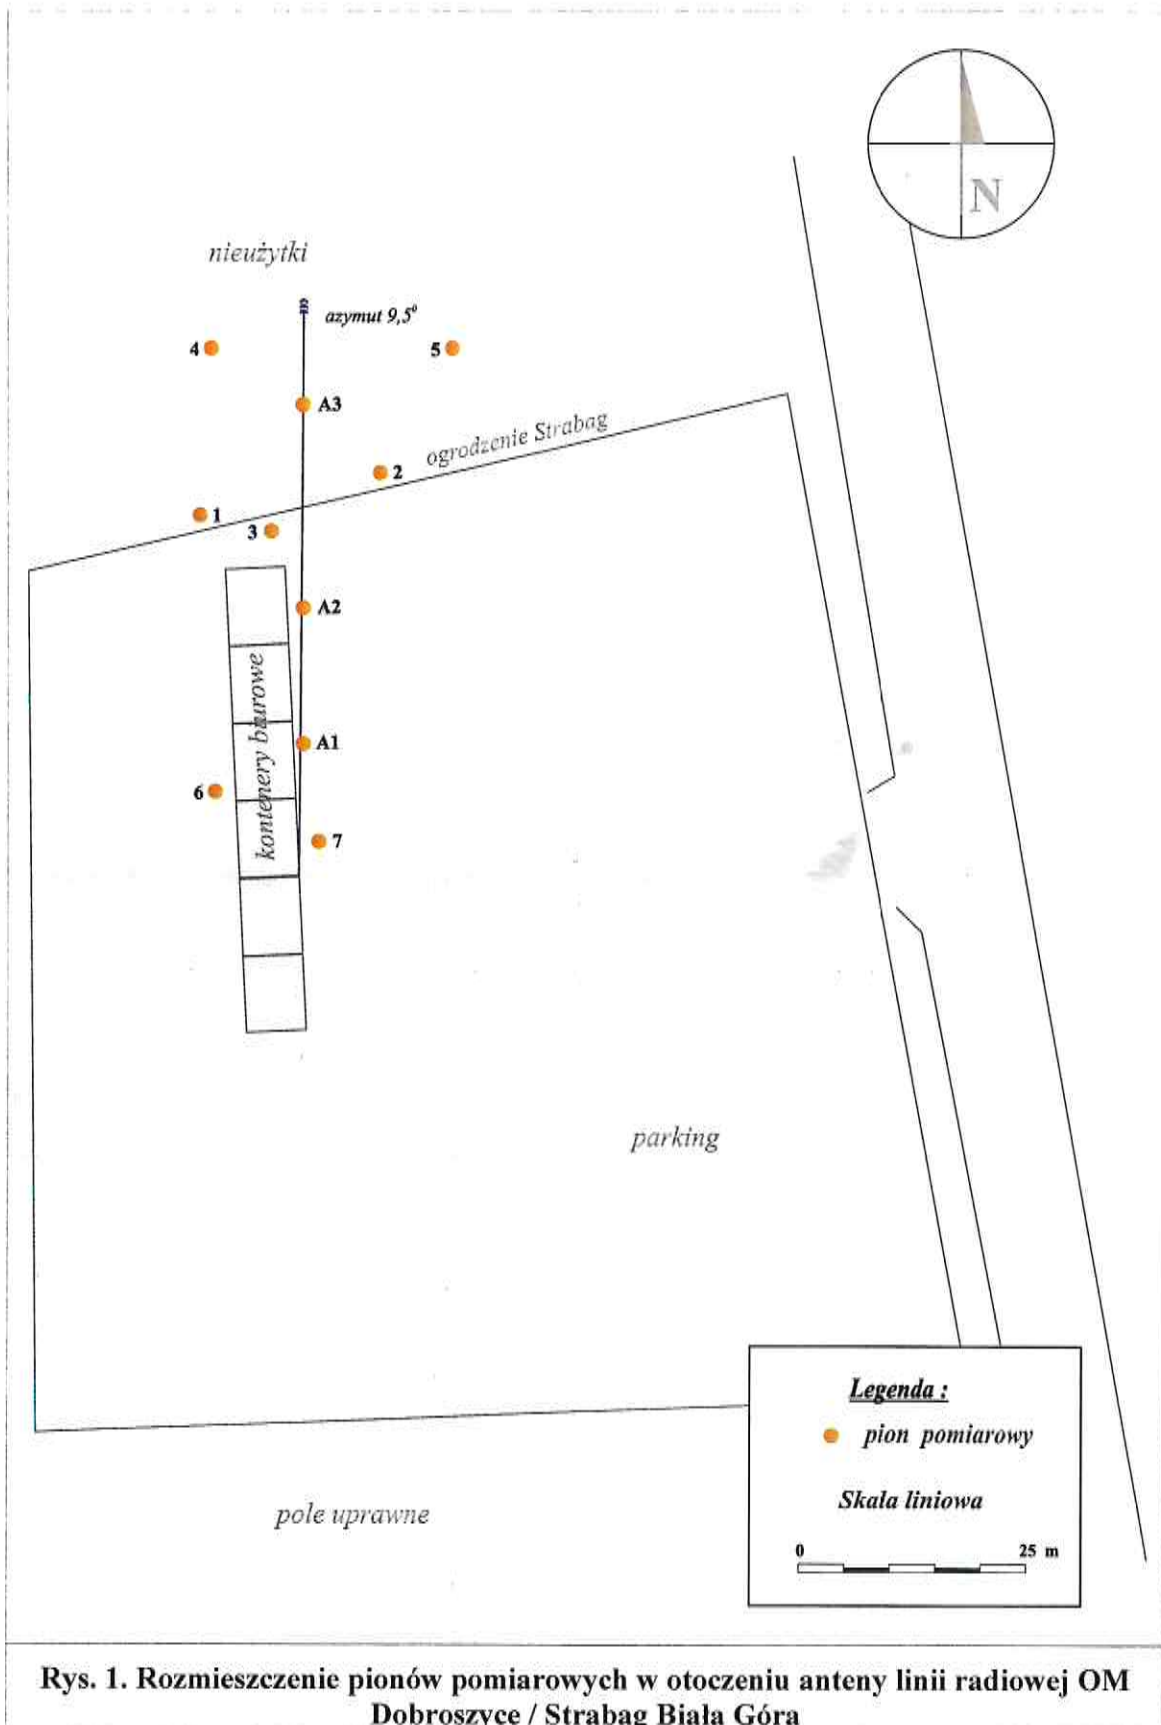 N
nieużytki
azymut 9,5⁰
4
5
A3
ogrodzenie Strabag
2
1
3
A2
kontenery biurowe
A1
6
7
parking
Legenda :
pion pomiarowy
Skala liniowa
0 25 m
pole uprawne
Rys. 1. Rozmieszczenie pionów pomiarowych w otoczeniu anteny linii radiowej OM
Dobroszyce / Strabag Biała Góra